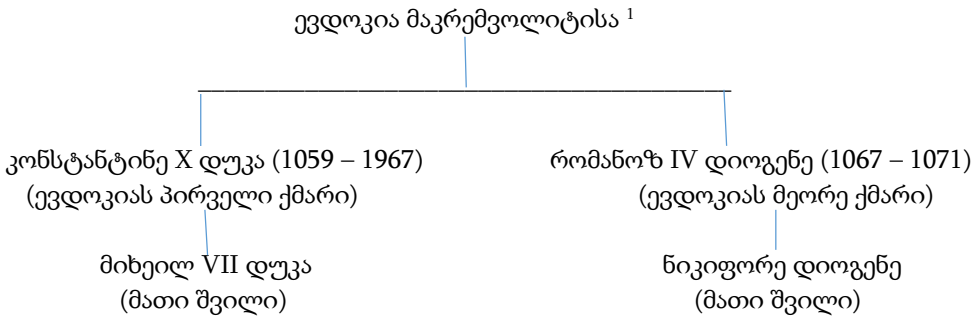 ევდოკია მაკრემვოლიტისა ¹
კონსტანტინე X დუკა (1059 – 1967)
რომანოზ IV დიოგენე (1067 – 1071)
(ევდოკიას პირველი ქმარი)
(ევდოკიას მეორე ქმარი)
მიხეილ VII დუკა
ნიკიფორე დიოგენე
(მათი შვილი)
(მათი შვილი)